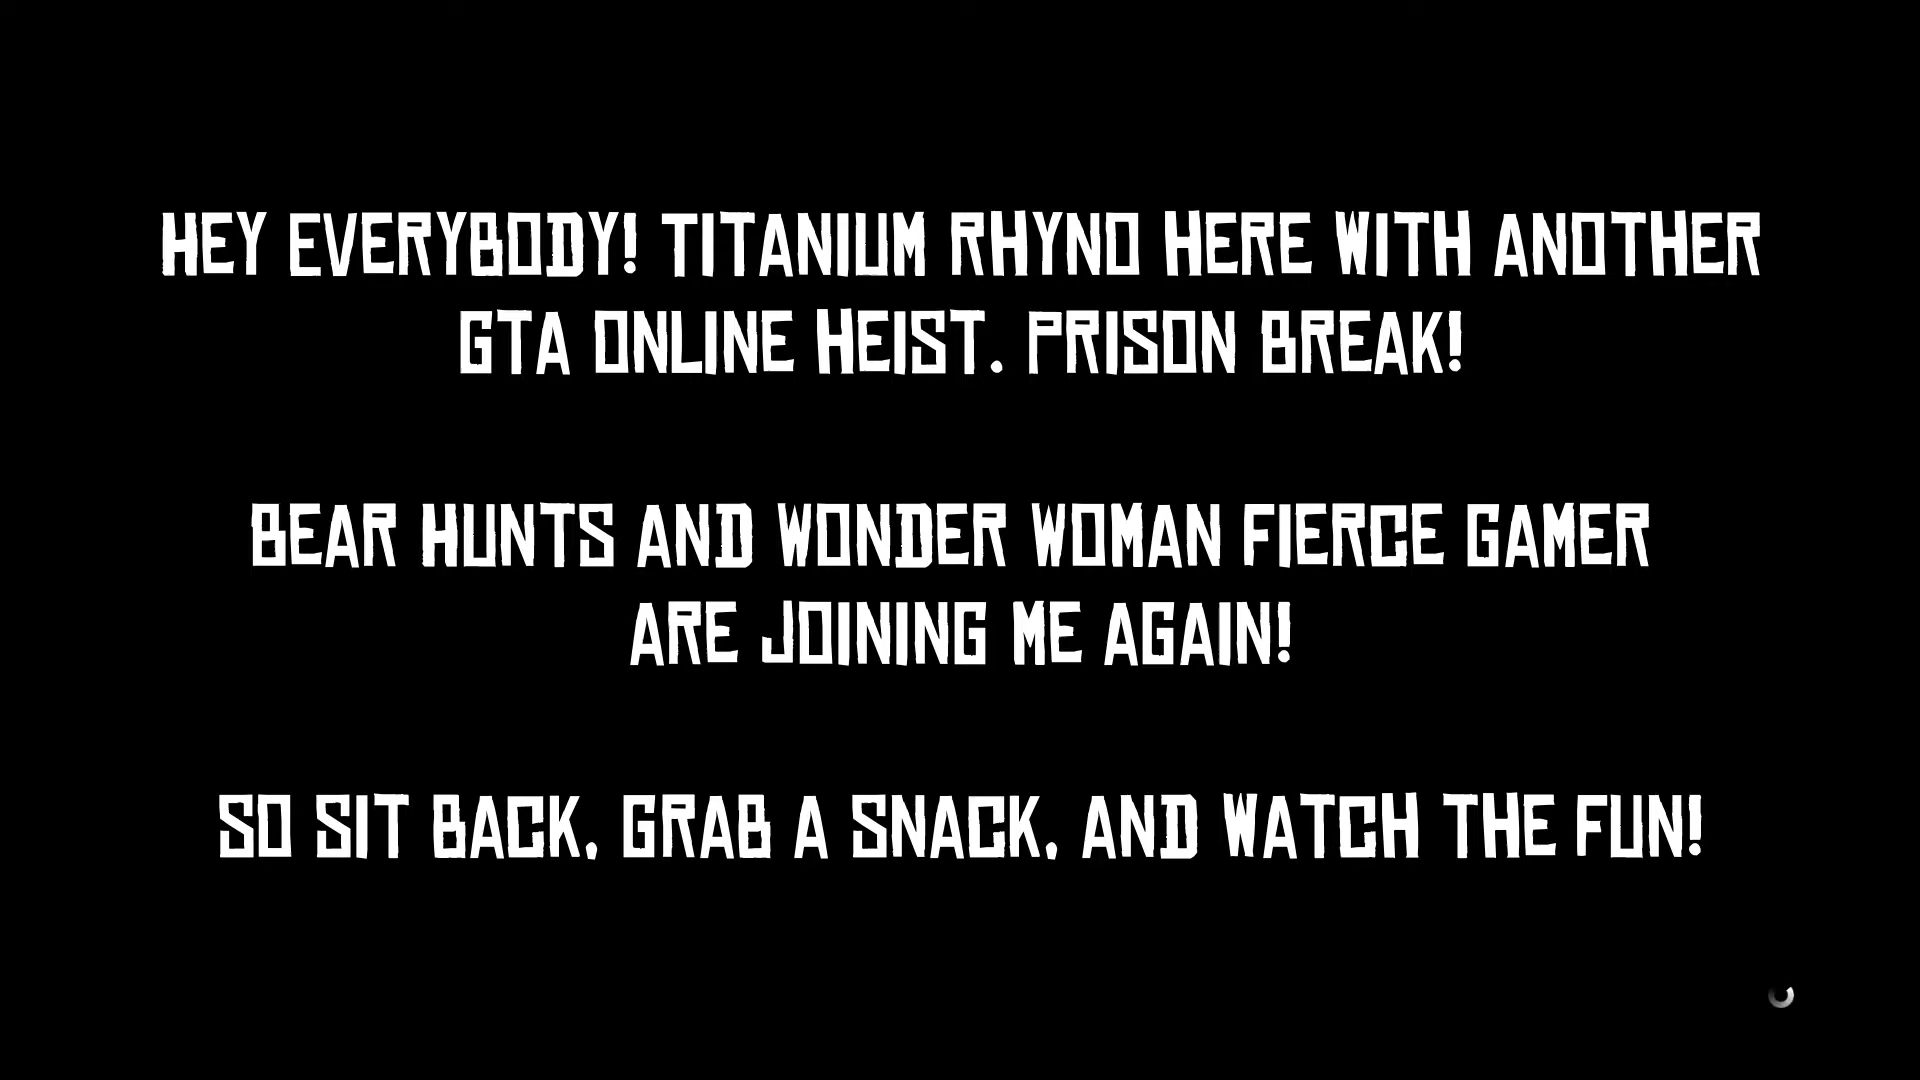 HEY EVERYBODY! TITANIUM RHYNO HERE WITH ANOTHER
GTA ONLINE HEIST. PRISON BREAK!
BEAR HUNTS AND WONDER WOMAN FIERCE GAMER
ARE JOINING ME AGAIN!
SO SIT BACK, GRAB A SNACK, AND WATCH THE FUN!